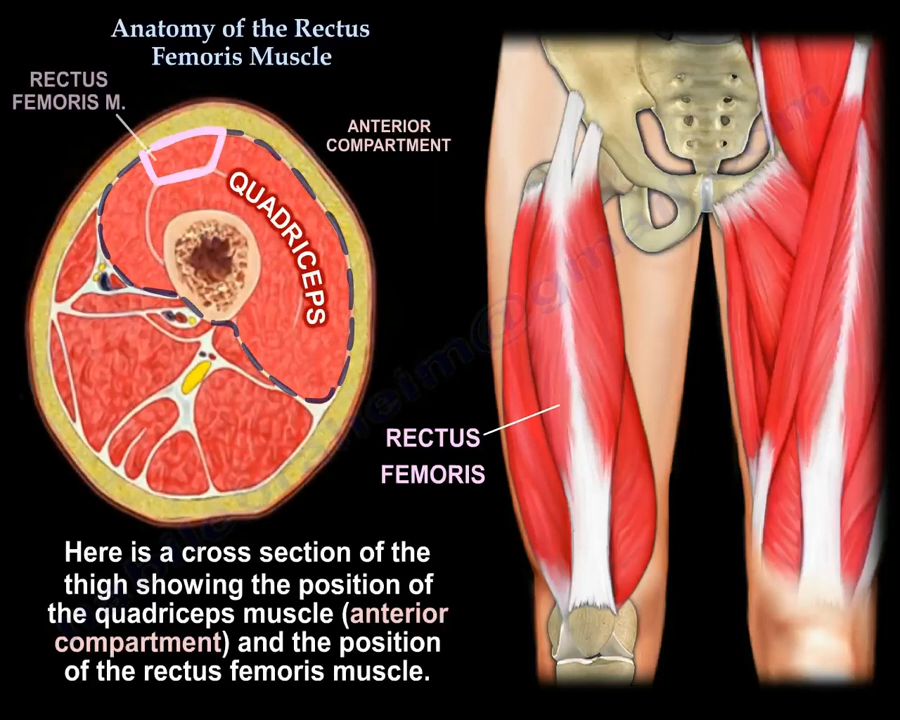 Anatomy of the Rectus
Femoris Muscle
RECTUS
FEMORIS M.
ANTERIOR
COMPARTMENT
QUADRICEPS
RECTUS
FEMORIS
Here is a cross section of the
thigh showing the position of
the quadriceps muscle (anterior
compartment) and the position
of the rectus femoris muscle.